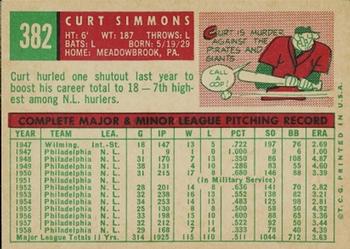 382
CURT SIMMONS
HT: 6' WT: 187 THROWS: L
BATS: L BORN: 5/19/29
HOME: MEADOWBROOK, PA.
Curt hurled one shutout last year to
boost his career total to 18 — 7th high-
est among N.L. hurlers.
CURT IS MURDER
AGAINST THE
PIRATES AND
GIANTS
CALL A COP!
COMPLETE MAJOR & MINOR LEAGUE PITCHING RECORD
YEAR TEAM LEA. G IP W L PCT SO BB ERA
1947 Wilming. Int.-St. 18 147 13 5 .722 76 2.69
1947 Philadelphia N.L. 1 9 1 0 1.000 9 6 1.00
1948 Philadelphia N.L. 31 170 7 13 .350 86 108 4.87
1949 Philadelphia N.L. 38 131 4 10 .286 83 55 4.59
1950 Philadelphia N.L. 31 215 17 8 .680 146 88 3.40
1951 (In Military Service)
1952 Philadelphia N.L. 28 201 14 8 .636 141 70 2.82
1953 Philadelphia N.L. 32 238 16 13 .552 138 82 3.21
1954 Philadelphia N.L. 34 253 14 15 .483 125 98 2.81
1955 Philadelphia N.L. 25 130 8 8 .500 58 50 4.92
1956 Philadelphia N.L. 33 198 15 10 .600 88 65 3.36
1957 Philadelphia N.L. 32 212 12 11 .522 92 50 3.44
1958 Philadelphia N.L. 29 168 7 14 .333 78 40 4.38
Major League Totals 11 Yrs. 314 1925 115 110 .511 712
© T.C.G. PRINTED IN U.S.A.